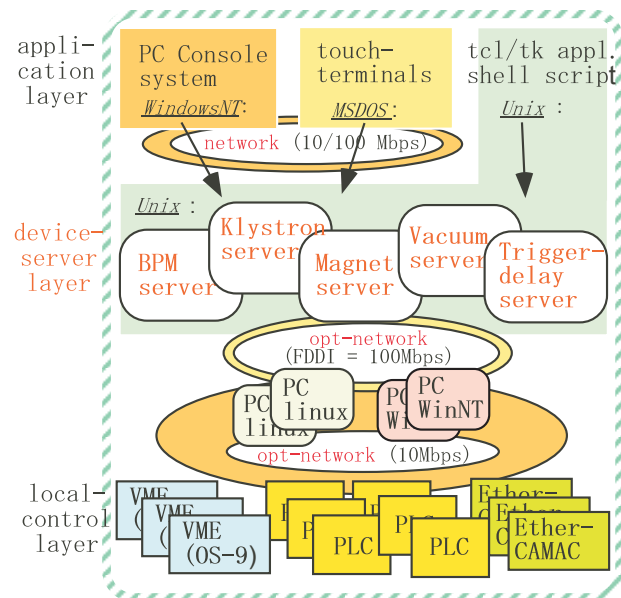 appli-
cation
layer
PC Console
system
WindowsNT:
touch-
terminals
MSDOS :
tcl/tk appl.
shell script
Unix :
network (10/100 Mbps)
device-
server
layer
Unix :
BPM
server
Klystron
server
Magnet
server
Vacuum
server
Trigger-
delay
server
opt-network
(FDDI = 100Mbps)
PC
linux
PC
linux
PC
PC
WinNT
opt-network (10Mbps)
local-
control
layer
VME
(
VME
(
VME
(OS-9)
PLC
PLC
Ether-
Ether-
Ether-
CAMAC